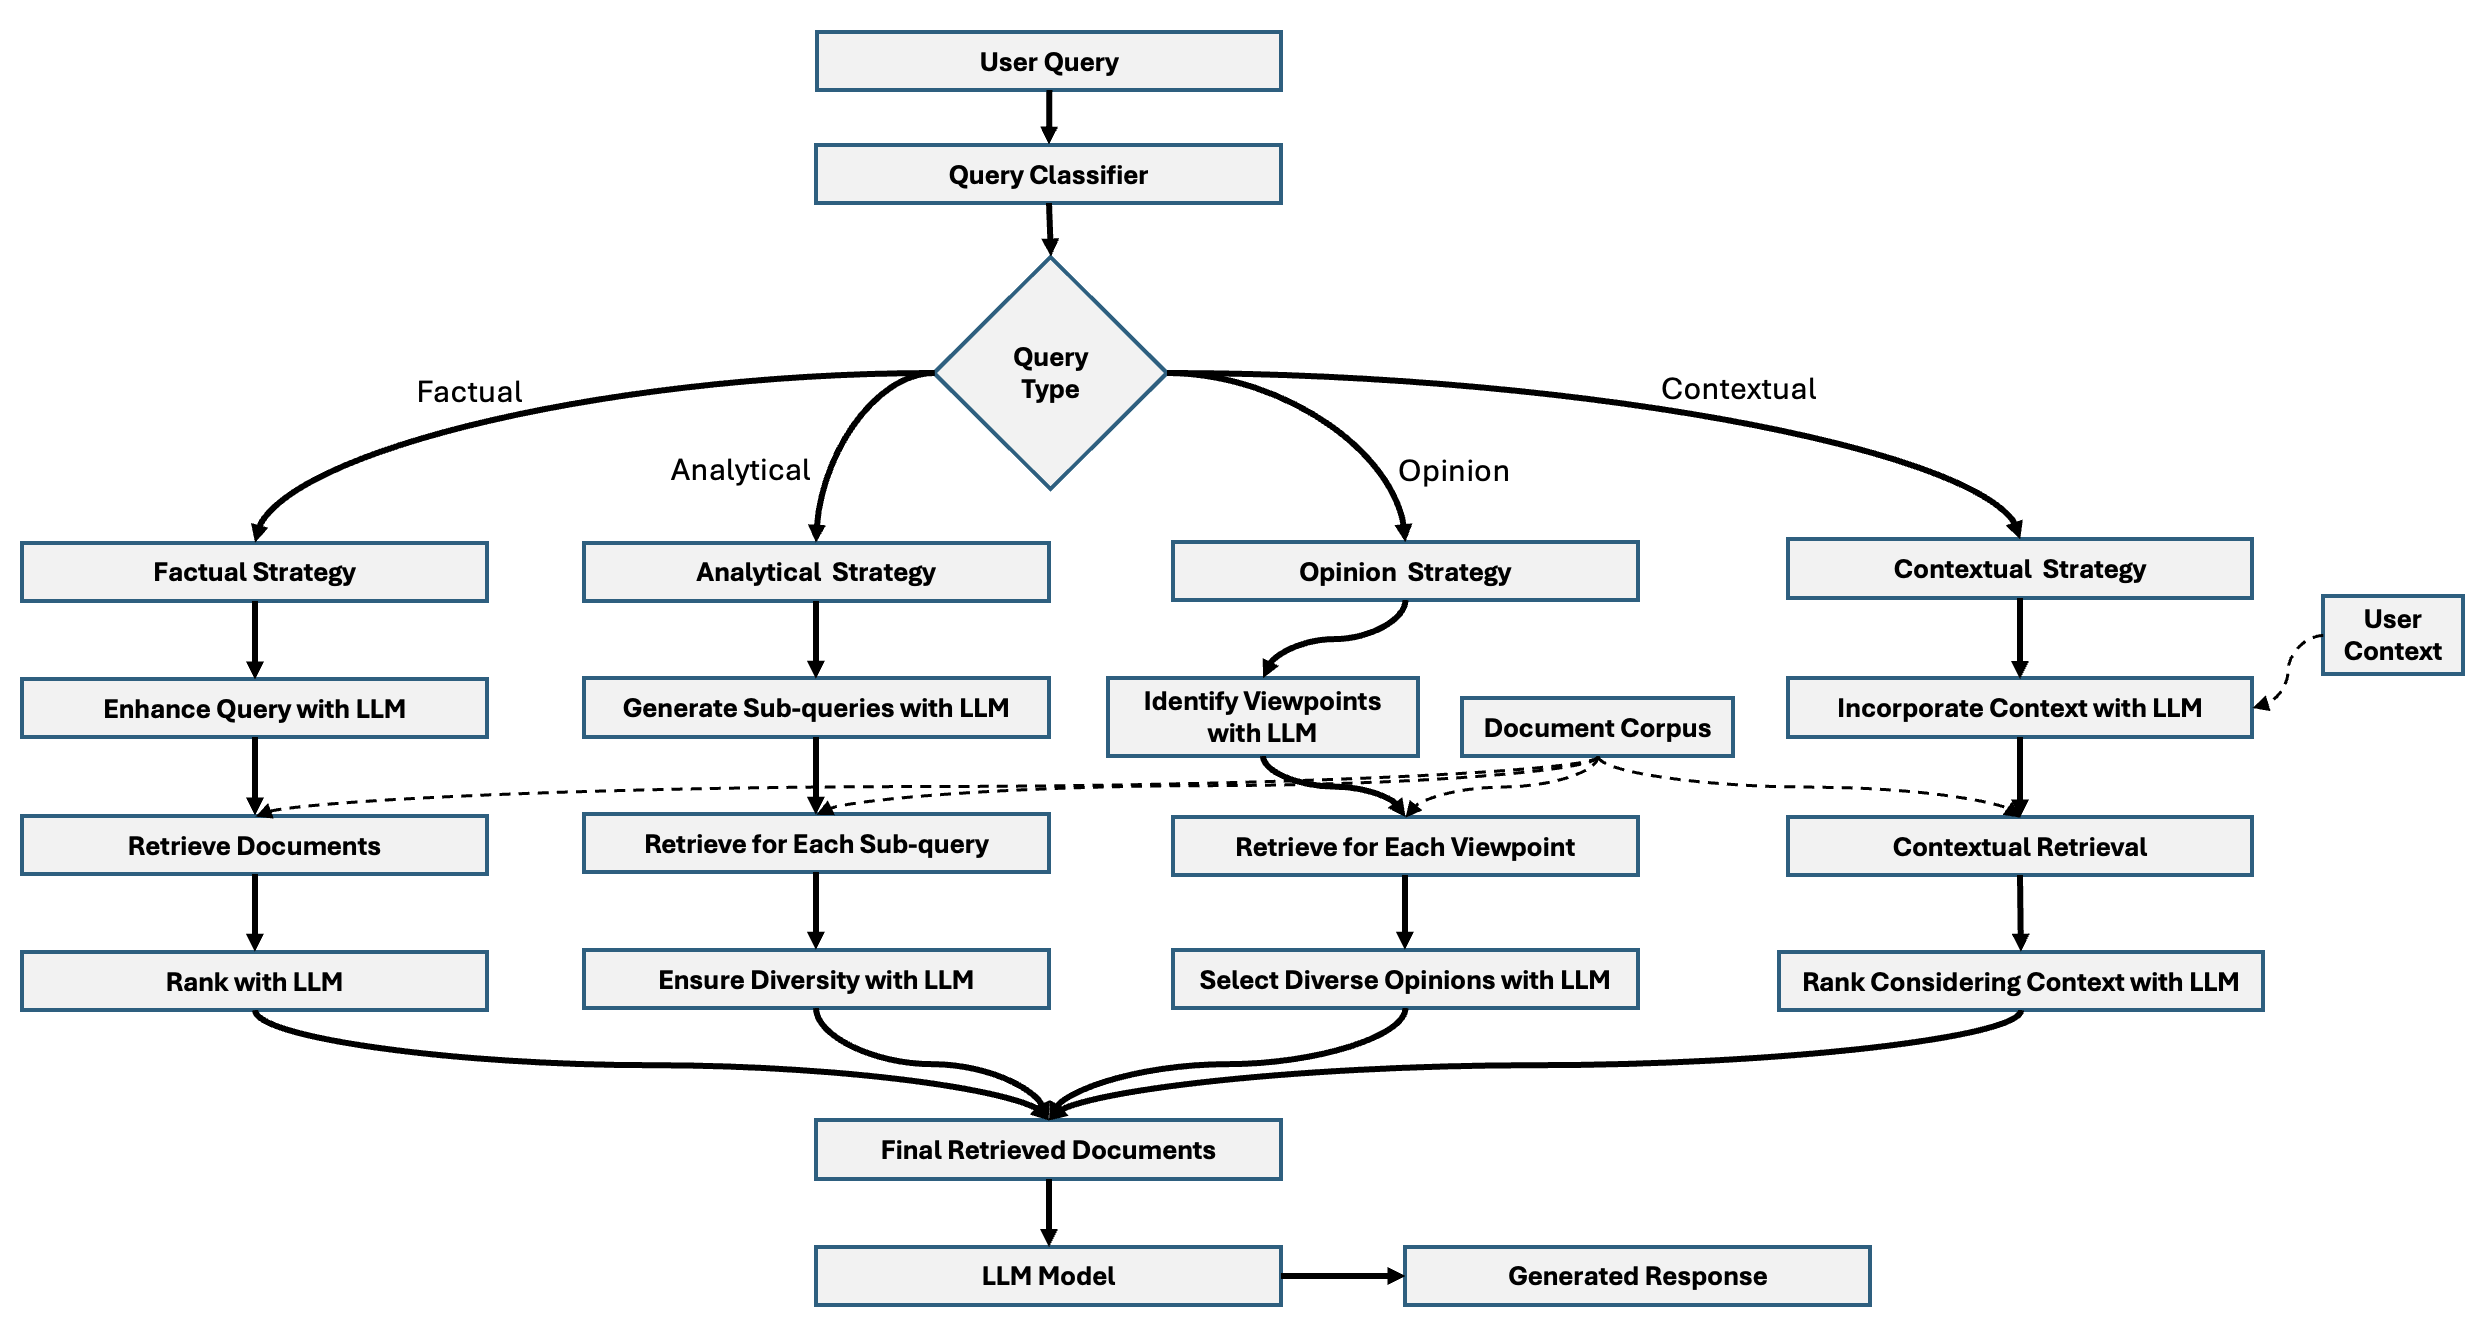 User Query
Query Classifier
Query
Type
Factual
Analytical
Opinion
Contextual
Factual Strategy
Analytical Strategy
Opinion Strategy
Contextual Strategy
User
Context
Enhance Query with LLM
Generate Sub-queries with LLM
Identify Viewpoints
with LLM
Document Corpus
Incorporate Context with LLM
Retrieve Documents
Retrieve for Each Sub-query
Retrieve for Each Viewpoint
Contextual Retrieval
Rank with LLM
Ensure Diversity with LLM
Select Diverse Opinions with LLM
Rank Considering Context with LLM
Final Retrieved Documents
LLM Model
Generated Response